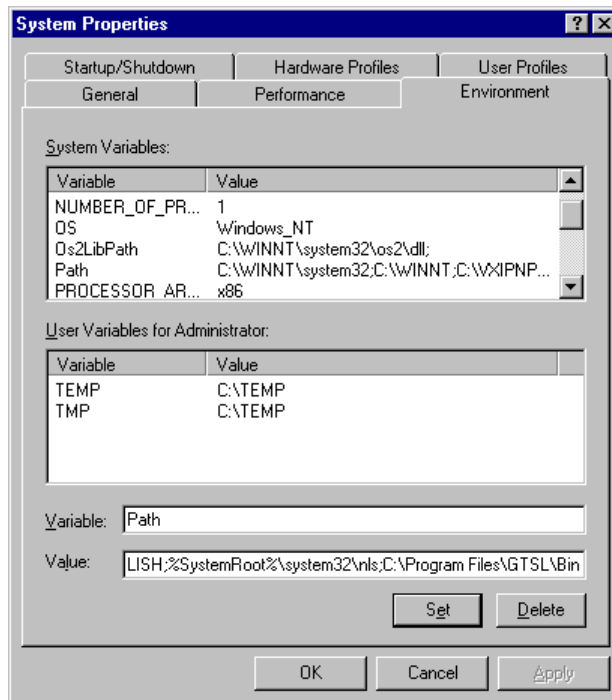 System Properties
Startup/Shutdown Hardware Profiles User Profiles
General Performance Environment
System Variables:
Variable Value
NUMBER_OF_PR... 1
OS Windows_NT
Os2LibPath C:\WINNT\system32\os2\dll;
Path C:\WINNT\system32;C:\WINNT;C:\VXIPNP...
PROCESSOR_AR... x86
User Variables for Administrator:
Variable Value
TEMP C:\TEMP
TMP C:\TEMP
Variable: Path
Value: LISH;%SystemRoot%\system32\nls;C:\Program Files\GTSL\Bin
Set Delete
OK Cancel Apply